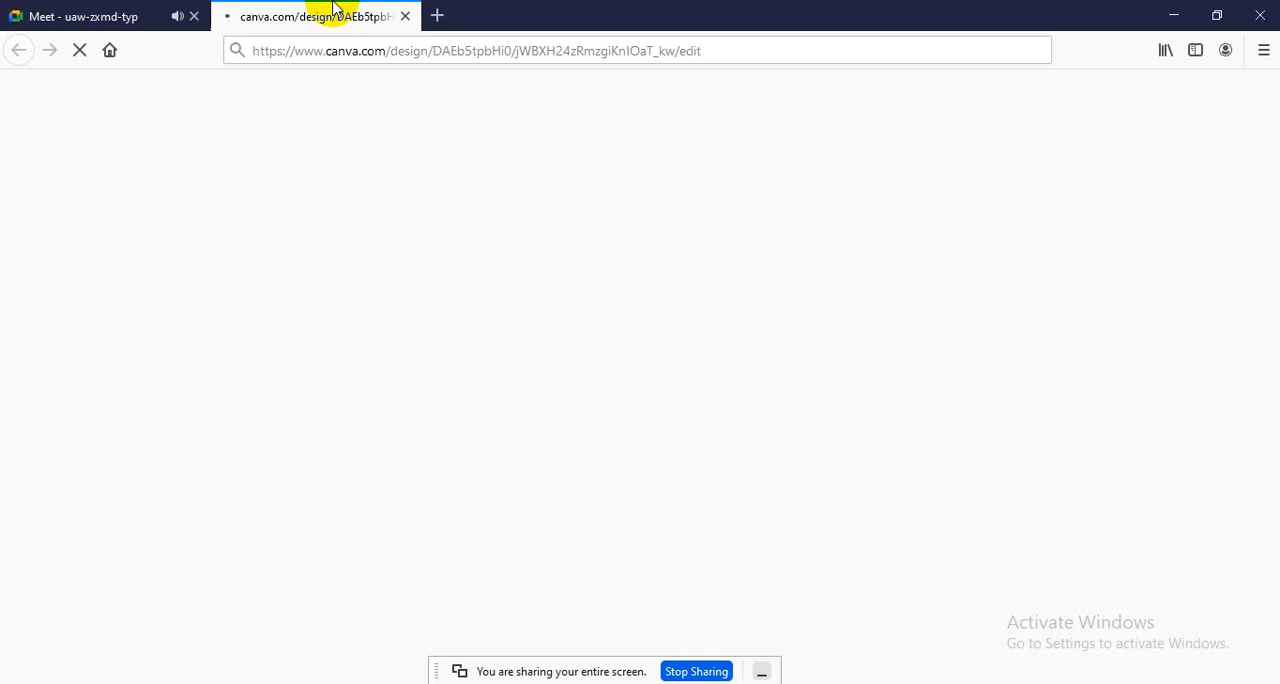 Meet - uaw-zxmd-typ
canva.com/design/DAEb5tpbH
https://www.canva.com/design/DAEb5tpbHi0/jWBXH24zRmzgiKnIOaT_kw/edit
Activate Windows
Go to Settings to activate Windows.
You are sharing your entire screen.
Stop Sharing